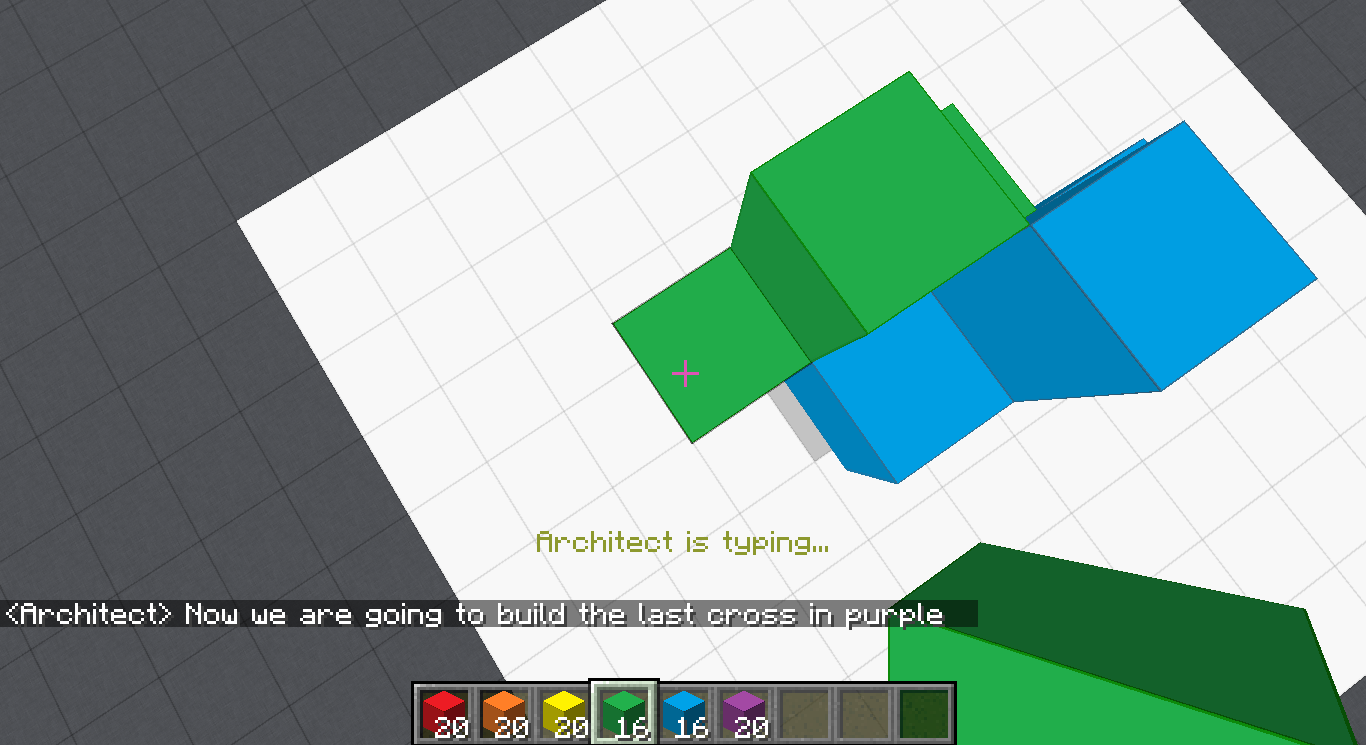 Architect is typing...
<Architect> Now we are going to build the last cross in purple
20 20 20 16 16 20